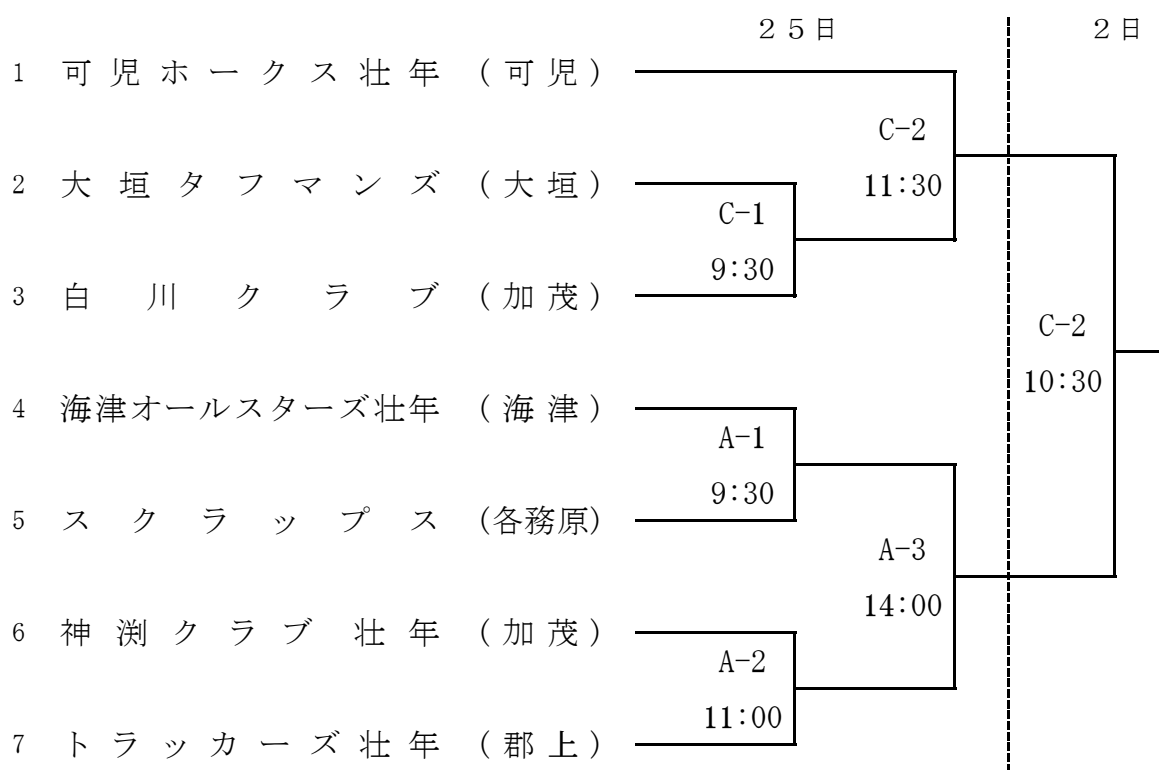 ２５日 ２日
1 可児ホークス壮年 (可児)
C-2
2 大垣タフマンズ (大垣) 11:30
C-1
9:30
3 白川クラブ (加茂)
C-2
10:30
4 海津オールスターズ壮年 (海津)
A-1
9:30
5 スクラップス (各務原)
A-3
14:00
6 神渕クラブ壮年 (加茂)
A-2
11:00
7 トラッカーズ壮年 (郡上)